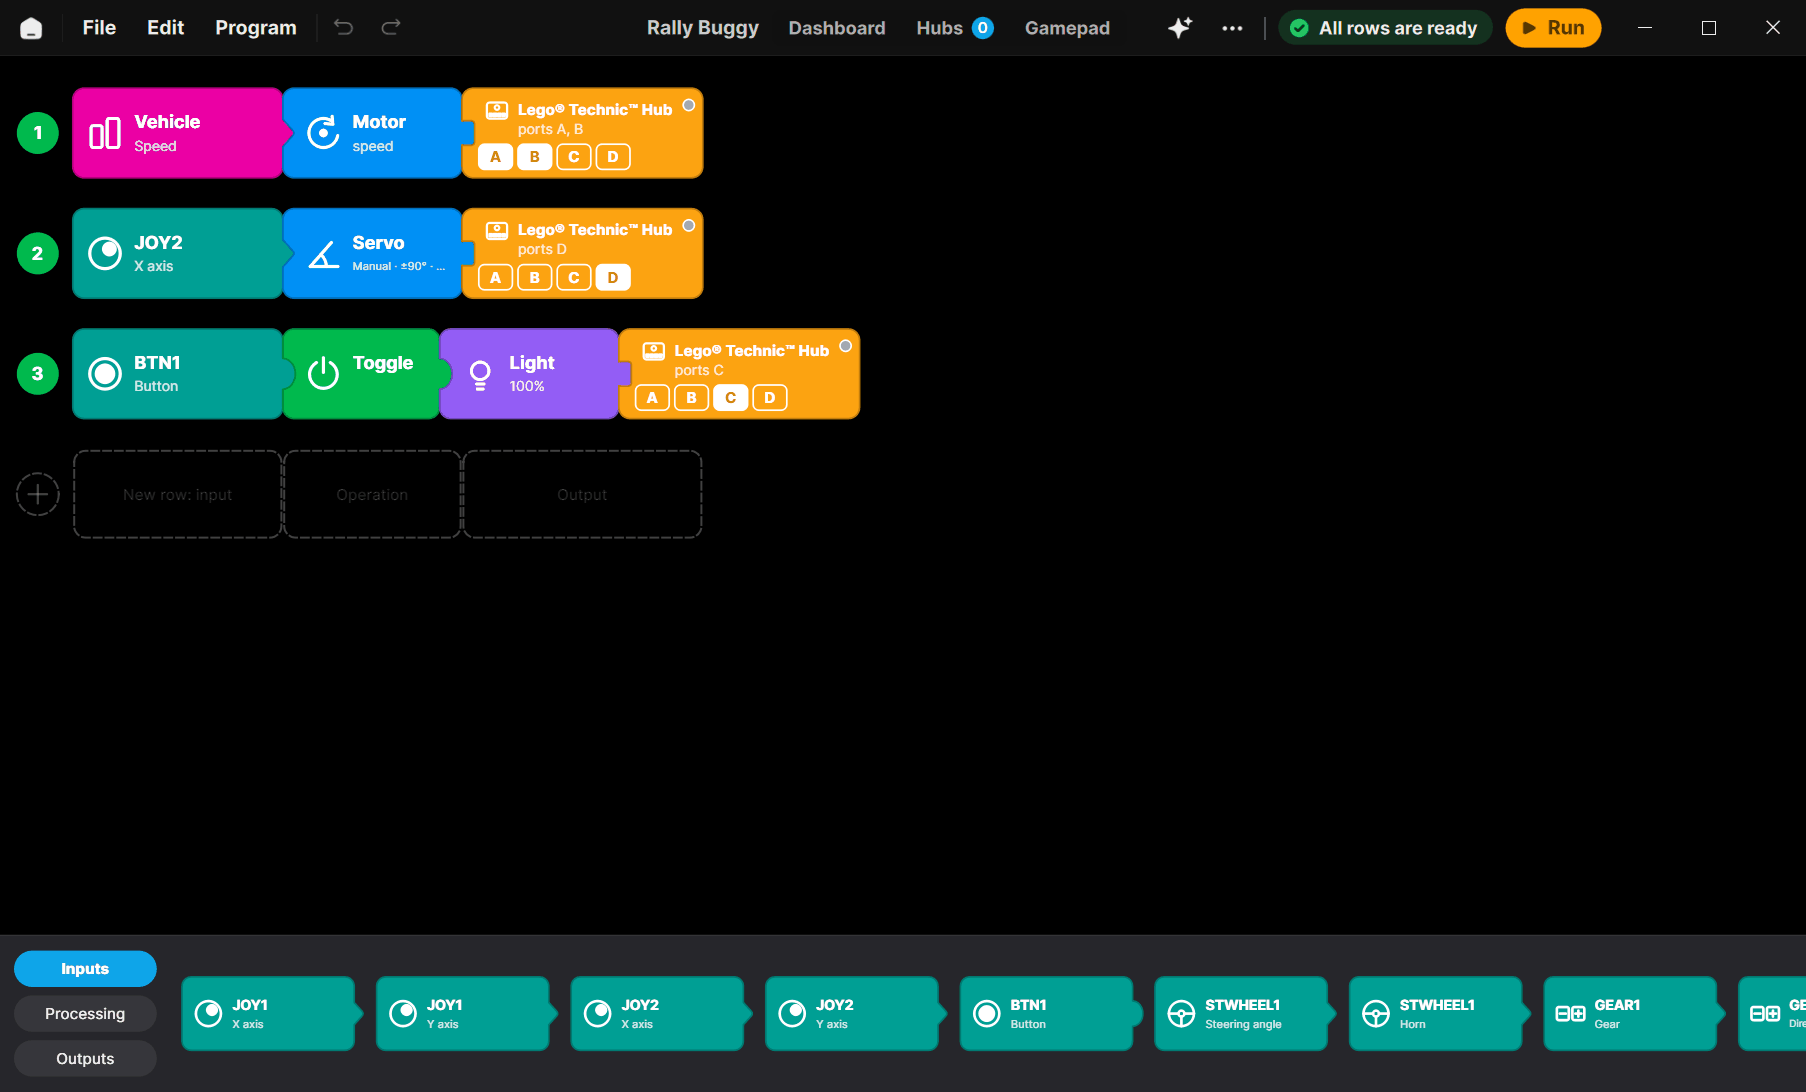 File Edit Program Rally Buggy Dashboard Hubs 0 Gamepad All rows are ready Run
1
Vehicle
Speed
Motor
speed
Lego® Technic™ Hub
ports A, B
A B C D
2
JOY2
X axis
Servo
Manual · ±90° · ...
Lego® Technic™ Hub
ports D
A B C D
3
BTN1
Button
Toggle
Light
100%
Lego® Technic™ Hub
ports C
A B C D
New row: input Operation Output
Inputs
Processing
Outputs
JOY1
X axis
JOY1
Y axis
JOY2
X axis
JOY2
Y axis
BTN1
Button
STWHEEL1
Steering angle
STWHEEL1
Horn
GEAR1
Gear
GE
Dire